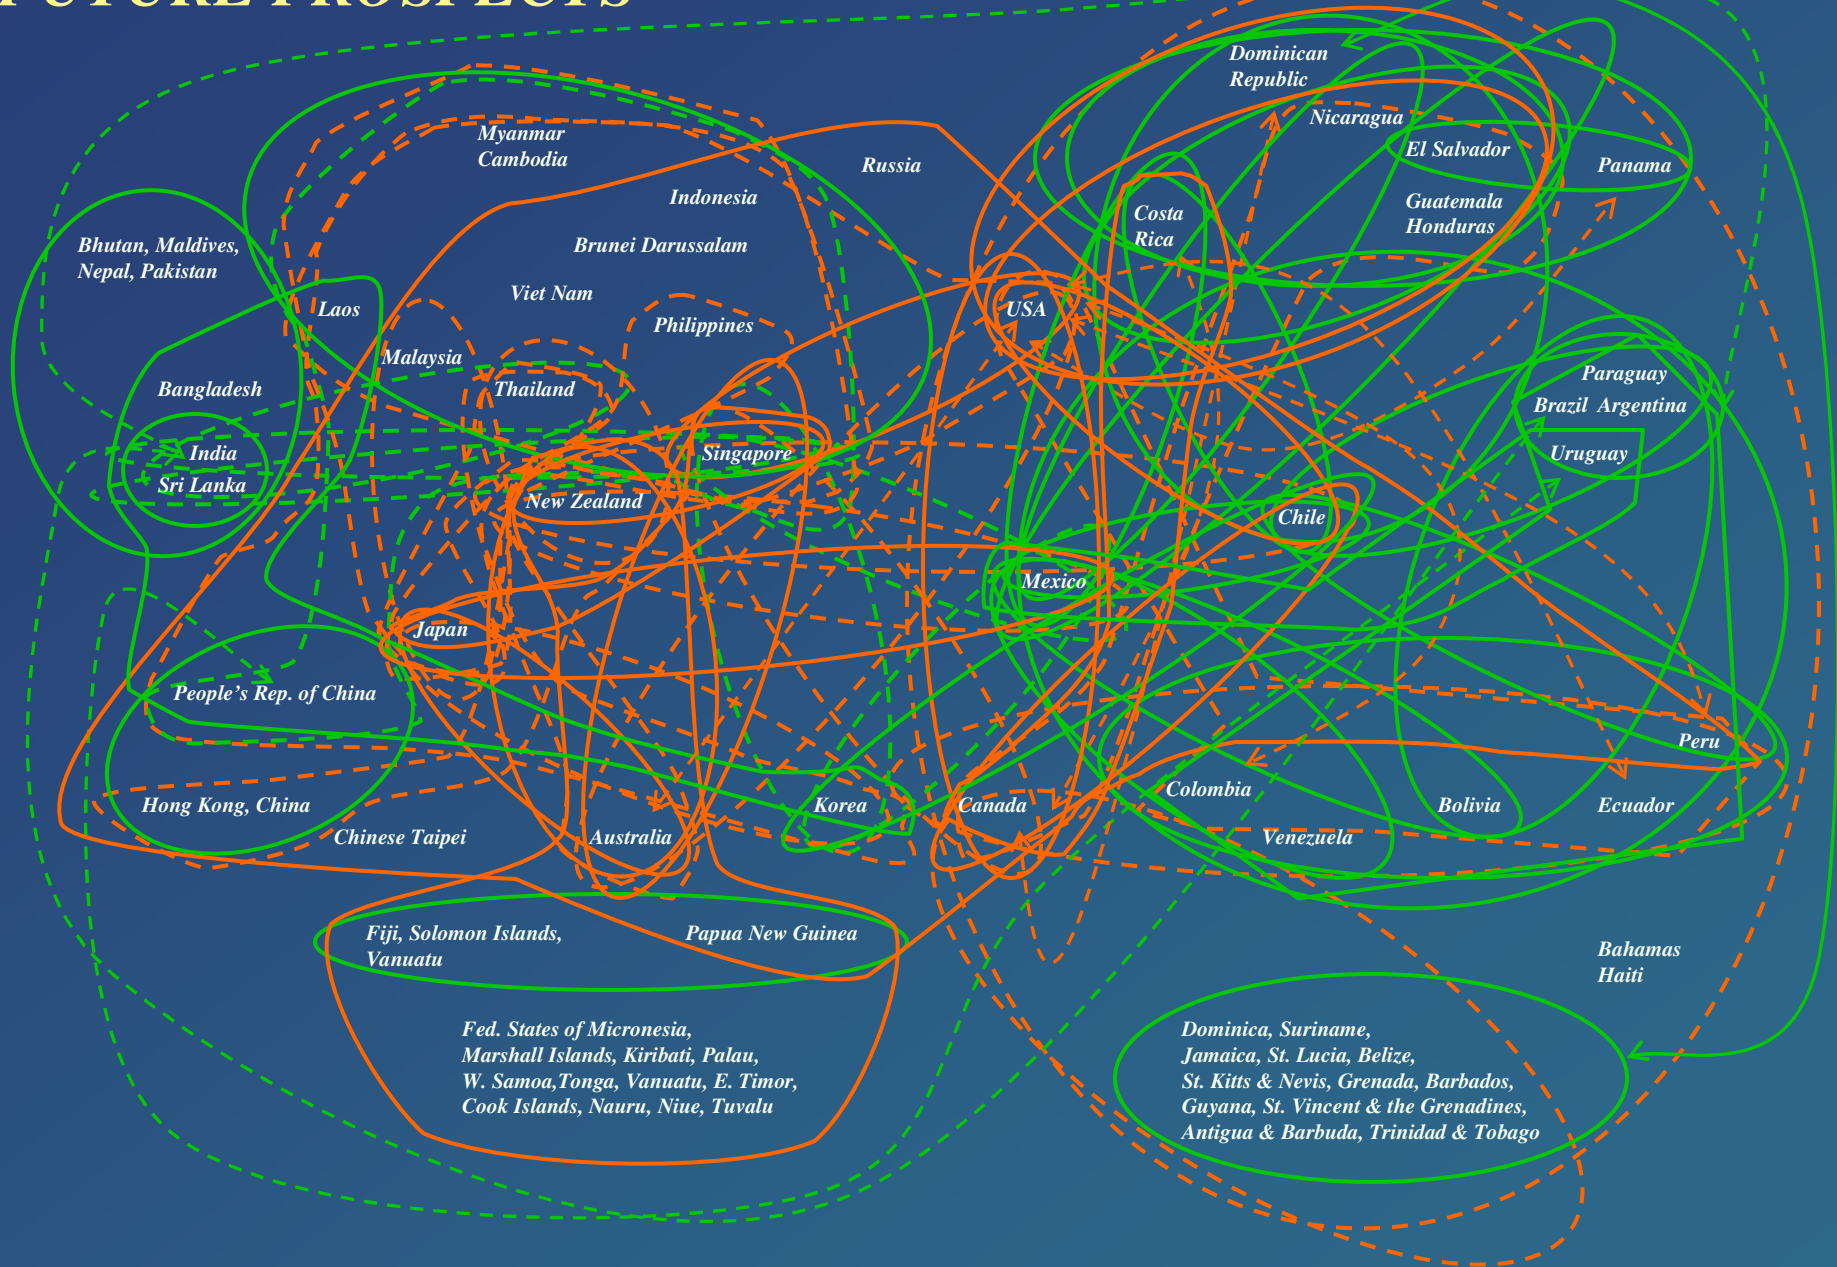 FUTURE PROSPECTS
Dominican
Republic
Nicaragua
Myanmar
Cambodia
El Salvador
Panama
Russia
Indonesia
Guatemala
Honduras
Costa
Rica
Bhutan, Maldives,
Nepal, Pakistan
Brunei Darussalam
Viet Nam
Laos
USA
Philippines
Malaysia
Paraguay
Bangladesh
Thailand
Brazil Argentina
India
Singapore
Uruguay
Sri Lanka
New Zealand
Chile
Mexico
Japan
People's Rep. of China
Peru
Colombia
Hong Kong, China
Korea
Canada
Bolivia
Ecuador
Chinese Taipei
Australia
Venezuela
Fiji, Solomon Islands,
Vanuatu
Papua New Guinea
Bahamas
Haiti
Fed. States of Micronesia,
Marshall Islands, Kiribati, Palau,
W. Samoa,Tonga, Vanuatu, E. Timor,
Cook Islands, Nauru, Niue, Tuvalu
Dominica, Suriname,
Jamaica, St. Lucia, Belize,
St. Kitts & Nevis, Grenada, Barbados,
Guyana, St. Vincent & the Grenadines,
Antigua & Barbuda, Trinidad & Tobago